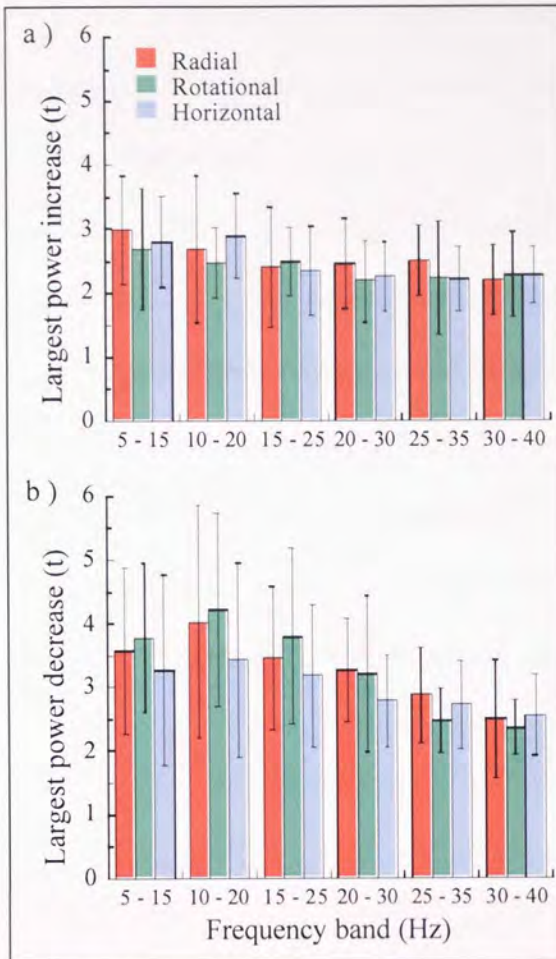 a )
Largest power increase (t)
6
5
4
3
2
1
0
Radial
Rotational
Horizontal
5 - 15 10 - 20 15 - 25 20 - 30 25 - 35 30 - 40
b )
Largest power decrease (t)
6
5
4
3
2
1
0
5 - 15 10 - 20 15 - 25 20 - 30 25 - 35 30 - 40
Frequency band (Hz)